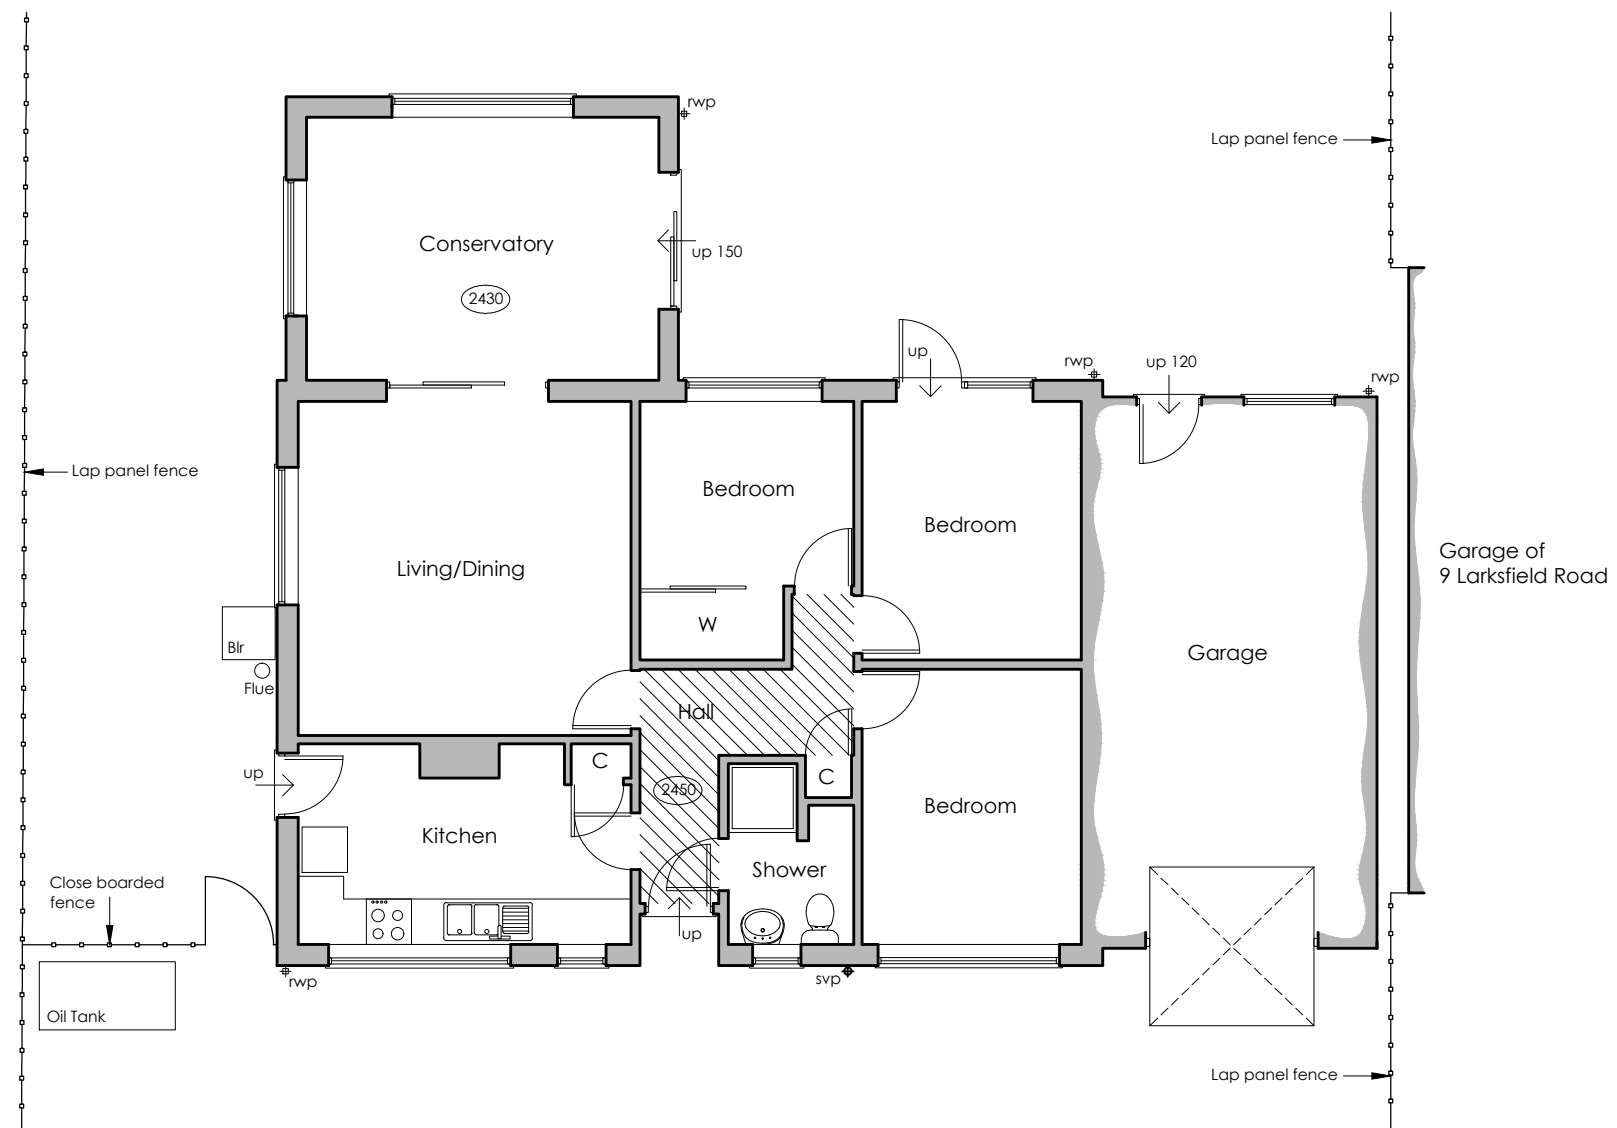 rwp
Lap panel fence
Conservatory
up 150
2430
up
rwp
up 120
rwp
Lap panel fence
Bedroom
Bedroom
Garage of
9 Larksfield Road
Living/Dining
W
Blr
Garage
Flue
Hall
C
up
C
2450
Bedroom
Kitchen
Shower
Close boarded
fence
up
svp
rwp
Oil Tank
Lap panel fence